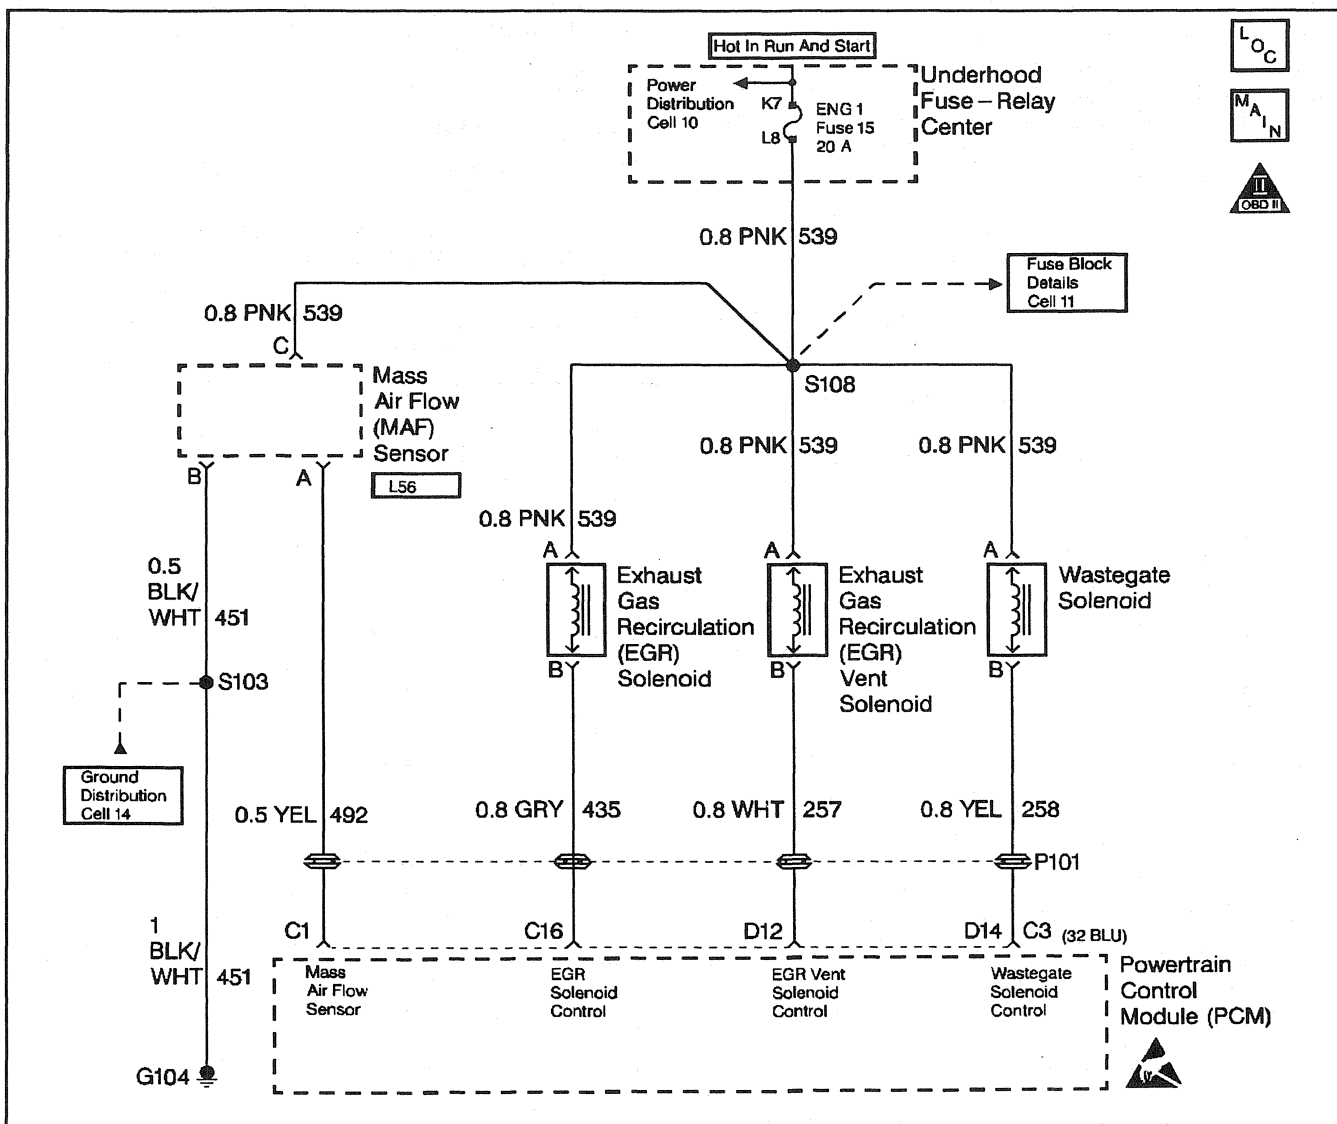 Hot In Run And Start
L
O
C
Power
Distribution
Cell 10
K7
L8
ENG 1
Fuse 15
20 A
Underhood
Fuse – Relay
Center
M
A
I
N
II
OBD II
0.8 PNK 539
Fuse Block
Details
Cell 11
0.8 PNK 539
C
S108
Mass
Air Flow
(MAF)
Sensor
L56
B
A
0.8 PNK 539
0.8 PNK 539
0.8 PNK 539
A
A
A
Exhaust
Gas
Recirculation
(EGR)
Solenoid
Exhaust
Gas
Recirculation
(EGR)
Vent
Solenoid
Wastegate
Solenoid
B
B
B
0.5
BLK/
WHT 451
S103
Ground
Distribution
Cell 14
0.5 YEL 492
0.8 GRY 435
0.8 WHT 257
0.8 YEL 258
P101
1
BLK/
WHT 451
C1
C16
D12
D14
C3 (32 BLU)
Mass
Air Flow
Sensor
EGR
Solenoid
Control
EGR Vent
Solenoid
Control
Wastegate
Solenoid
Control
Powertrain
Control
Module (PCM)
G104